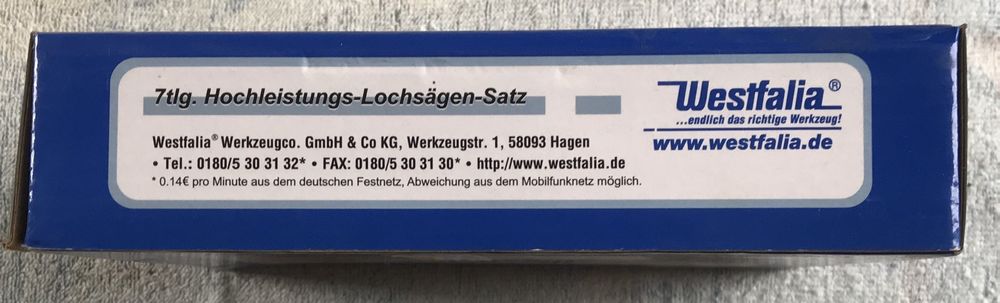 7tlg. Hochleistungs-Lochsägen-Satz
Westfalia® Werkzeugco. GmbH & Co KG, Werkzeugstr. 1, 58093 Hagen
• Tel.: 0180/5 30 31 32* • FAX: 0180/5 30 31 30* • http://www.westfalia.de
* 0.14€ pro Minute aus dem deutschen Festnetz, Abweichung aus dem Mobilfunknetz möglich.
Westfalia®
...endlich das richtige Werkzeug!
www.westfalia.de